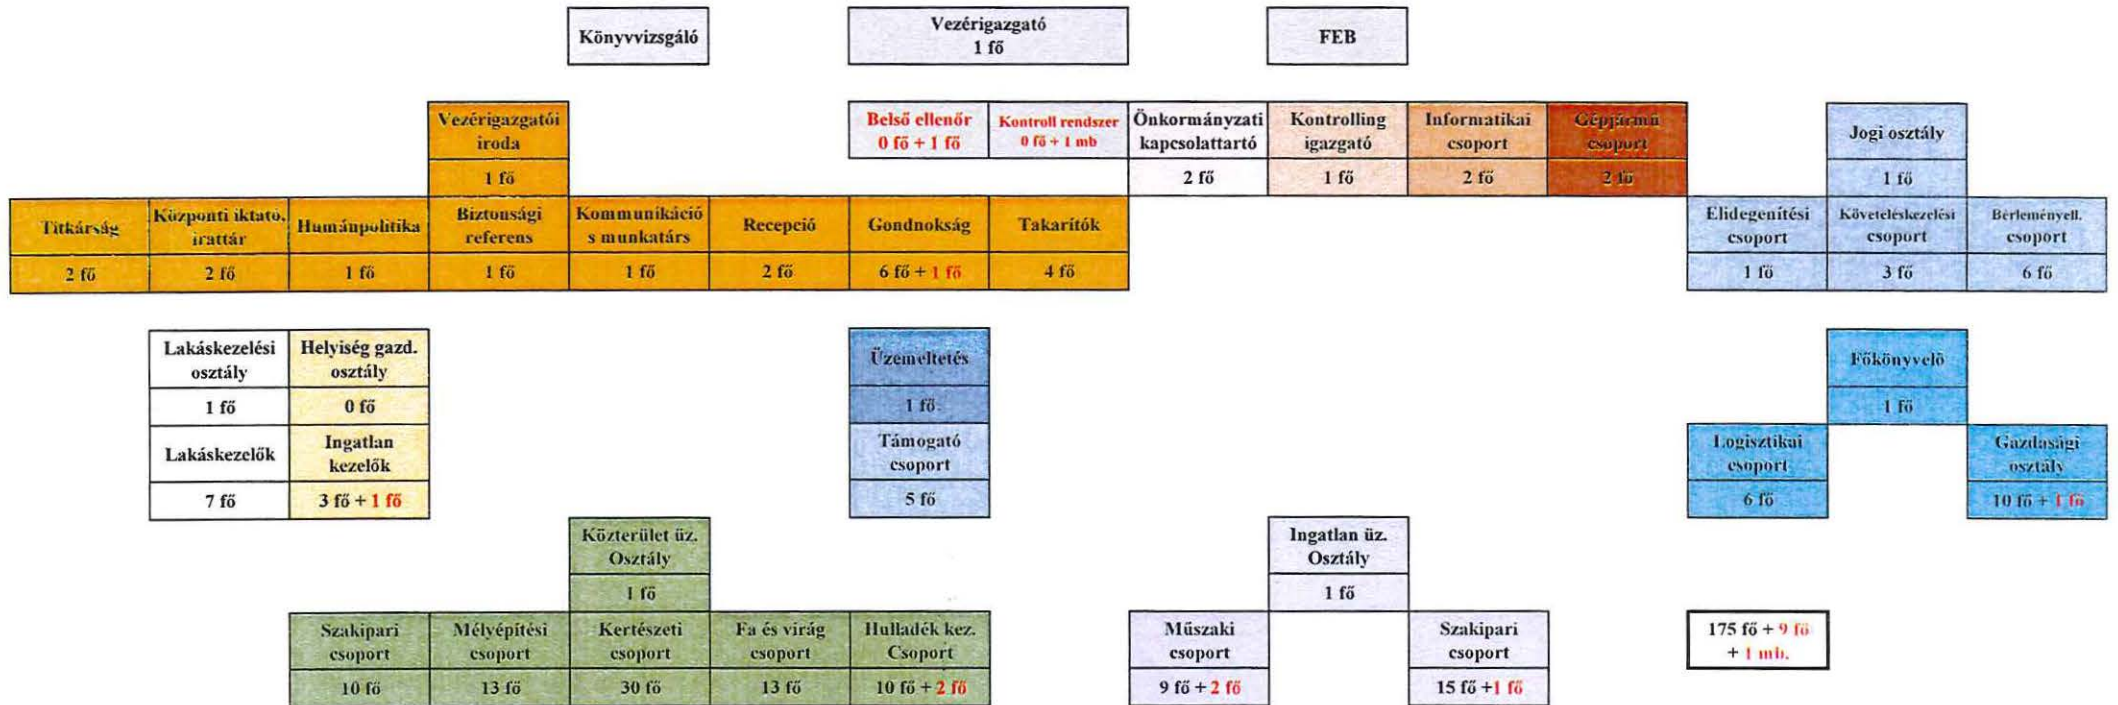 Könyvvizsgáló
Vezérigazgató
1 fő
FEB
Vezérigazgatói
iroda
1 fő
Belső ellenőr
0 fő + 1 fő
Kontroll rendszer
0 fő + 1 mb
Önkormányzati
kapcsolattartó
2 fő
Kontrolling
igazgató
1 fő
Informatikai
csoport
2 fő
Gépjármű
csoport
2 fő
Jogi osztály
1 fő
Titkárság
2 fő
Központi iktató,
irattár
2 fő
Humánpolitika
1 fő
Biztonsági
referens
1 fő
Kommunikáció
s munkatárs
1 fő
Recepció
2 fő
Gondnokság
6 fő + 1 fő
Takarítók
4 fő
Elidegenítési
csoport
1 fő
Követeléskezelési
csoport
3 fő
Bérleményell.
csoport
6 fő
Lakáskezelési
osztály
1 fő
Lakáskezelők
7 fő
Helyiség gazd.
osztály
0 fő
Ingatlan
kezelők
3 fő + 1 fő
Üzemeltetés
1 fő
Támogató
csoport
5 fő
Főkönyvelő
1 fő
Logisztikai
csoport
6 fő
Gazdasági
osztály
10 fő + 1 fő
Közterület üz.
Osztály
1 fő
Szakipari
csoport
10 fő
Mélyépítési
csoport
13 fő
Kertészeti
csoport
30 fő
Fa és virág
csoport
13 fő
Hulladék kez.
Csoport
10 fő + 2 fő
Ingatlan üz.
Osztály
1 fő
Műszaki
csoport
9 fő + 2 fő
Szakipari
csoport
15 fő +1 fő
175 fő + 9 fő
+ 1 mb.